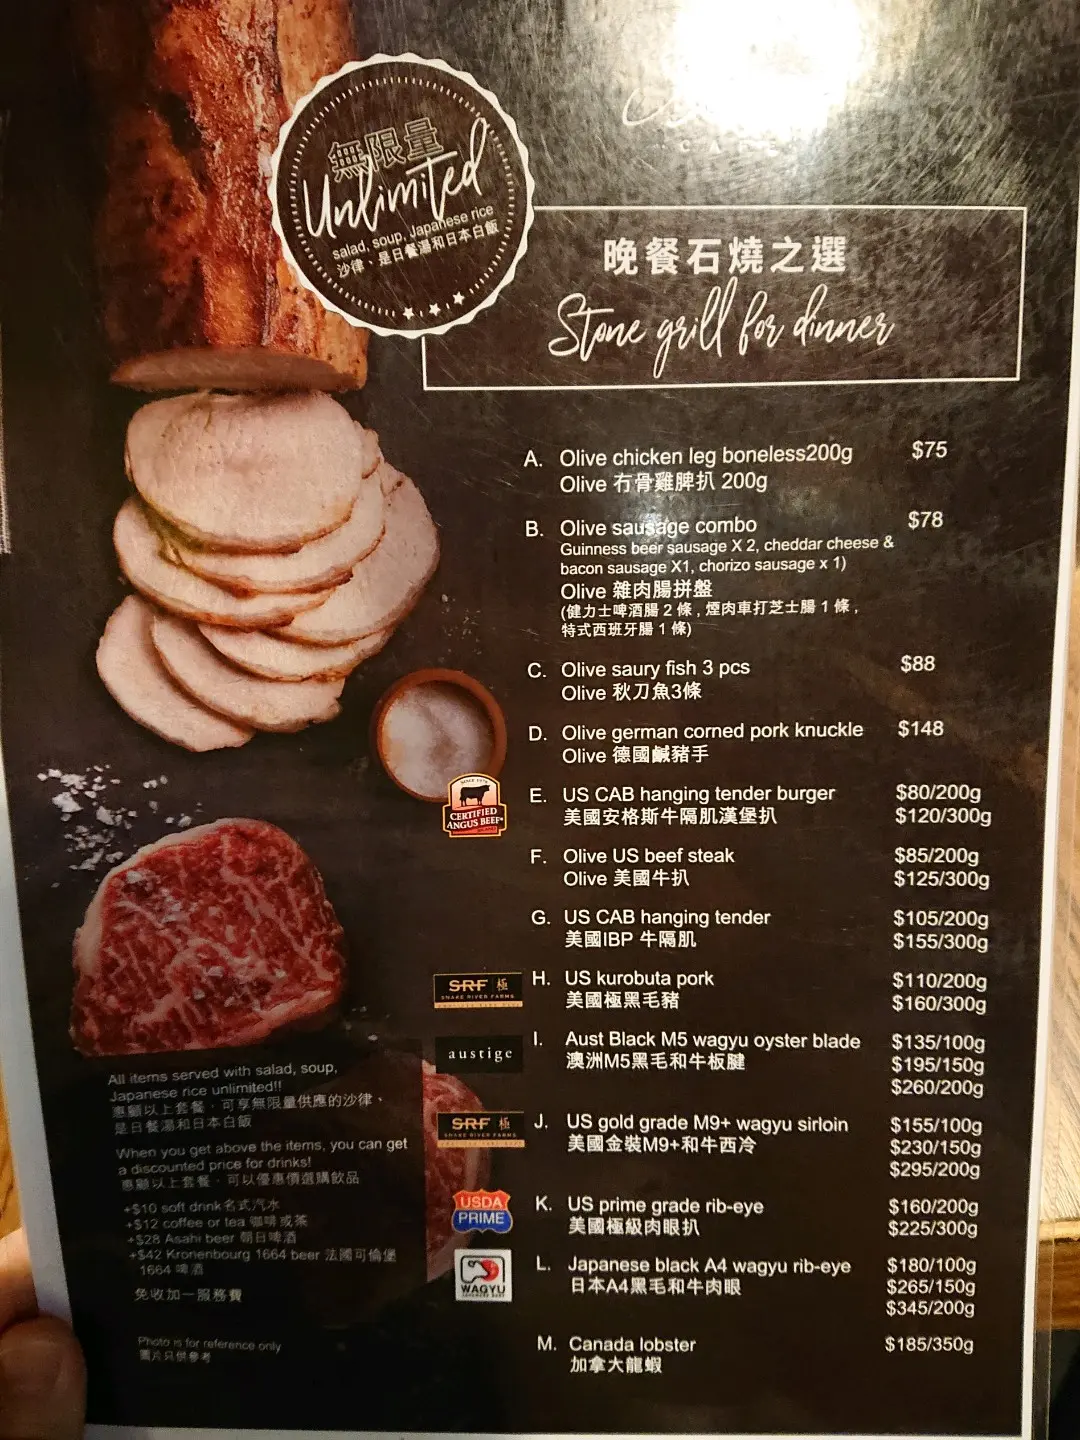 無限量
Unlimited
salad, soup, Japanese rice
沙律、是日餐湯和日本白飯
CAFE
晚餐石燒之選
Stone grill for dinner
A. Olive chicken leg boneless200g $75
Olive 冇骨雞脾扒 200g
B. Olive sausage combo $78
Guinness beer sausage X 2, cheddar cheese &
bacon sausage X1, chorizo sausage x 1)
Olive 雜肉腸拼盤
(健力士啤酒腸 2 條 , 煙肉車打芝士腸 1 條 ,
特式西班牙腸 1 條)
C. Olive saury fish 3 pcs $88
Olive 秋刀魚3條
D. Olive german corned pork knuckle $148
Olive 德國鹹豬手
CERTIFIED
ANGUS BEEF
E. US CAB hanging tender burger $80/200g
美國安格斯牛隔肌漢堡扒 $120/300g
F. Olive US beef steak $85/200g
Olive 美國牛扒 $125/300g
G. US CAB hanging tender $105/200g
美國IBP 牛隔肌 $155/300g
SRF 極
SNAKE RIVER FARMS
H. US kurobuta pork $110/200g
美國極黑毛豬 $160/300g
austige
I. Aust Black M5 wagyu oyster blade $135/100g
澳洲M5黑毛和牛板腱 $195/150g
$260/200g
SRF 極
SNAKE RIVER FARMS
J. US gold grade M9+ wagyu sirloin $155/100g
美國金裝M9+和牛西冷 $230/150g
$295/200g
USDA
PRIME
K. US prime grade rib-eye $160/200g
美國極級肉眼扒 $225/300g
WAGYU
L. Japanese black A4 wagyu rib-eye $180/100g
日本A4黑毛和牛肉眼 $265/150g
$345/200g
M. Canada lobster $185/350g
加拿大龍蝦
All items served with salad, soup,
Japanese rice unlimited!!
惠顧以上套餐，可享無限量供應的沙律、
是日餐湯和日本白飯
When you get above the items, you can get
a discounted price for drinks!
惠顧以上套餐，可以優惠價選購飲品
+$10 soft drink 名式汽水
+$12 coffee or tea 咖啡或茶
+$28 Asahi beer 朝日啤酒
+$42 Kronenbourg 1664 beer 法國可倫堡
1664 啤酒
免收加一服務費
Photo is for reference only
圖片只供參考